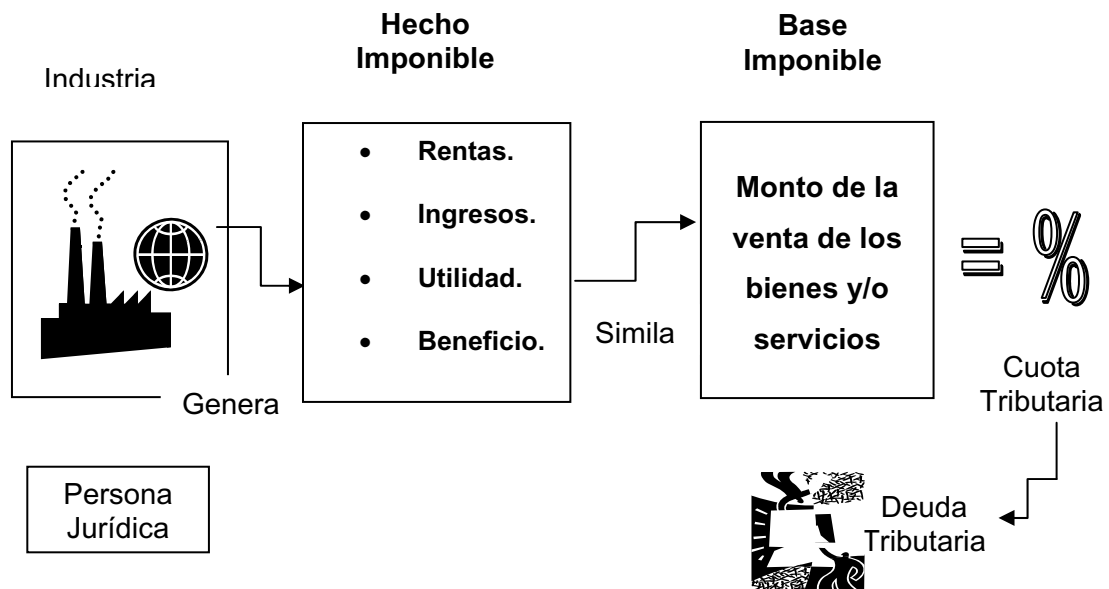 Hecho
Imponible
Base
Imponible
Industria
• Rentas.
• Ingresos.
• Utilidad.
• Beneficio.
Monto de la
venta de los
bienes y/o
servicios
= %
Simila
Genera
Cuota
Tributaria
Persona
Jurídica
Deuda
Tributaria